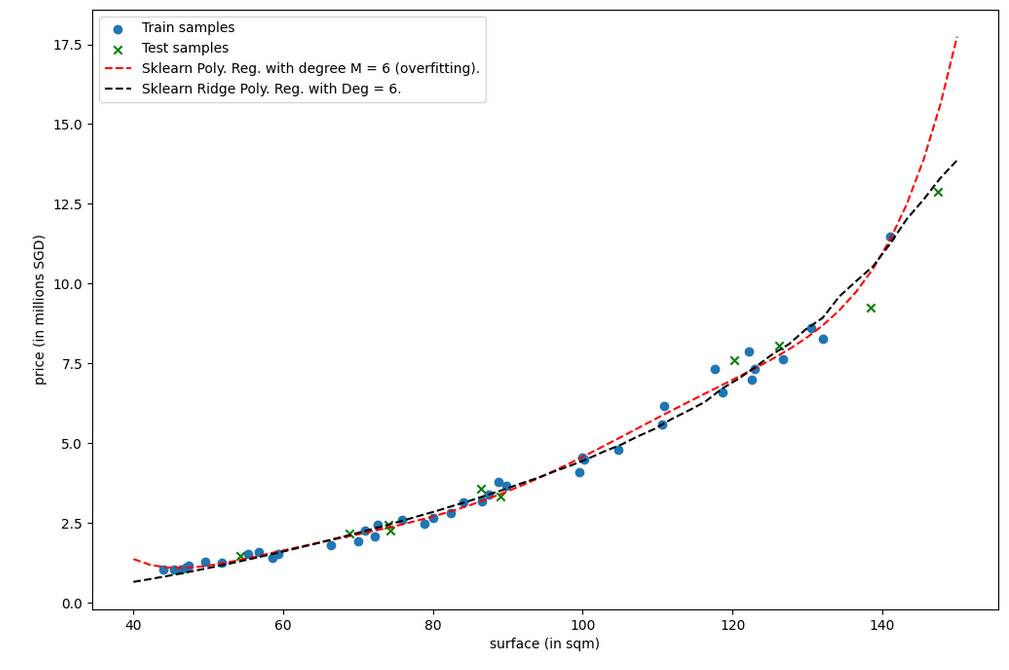 Train samples
Test samples
Sklearn Poly. Reg. with degree M = 6 (overfitting).
Sklearn Ridge Poly. Reg. with Deg = 6.
17.5
15.0
12.5
10.0
7.5
5.0
2.5
0.0
price (in millions SGD)
40 60 80 100 120 140
surface (in sqm)